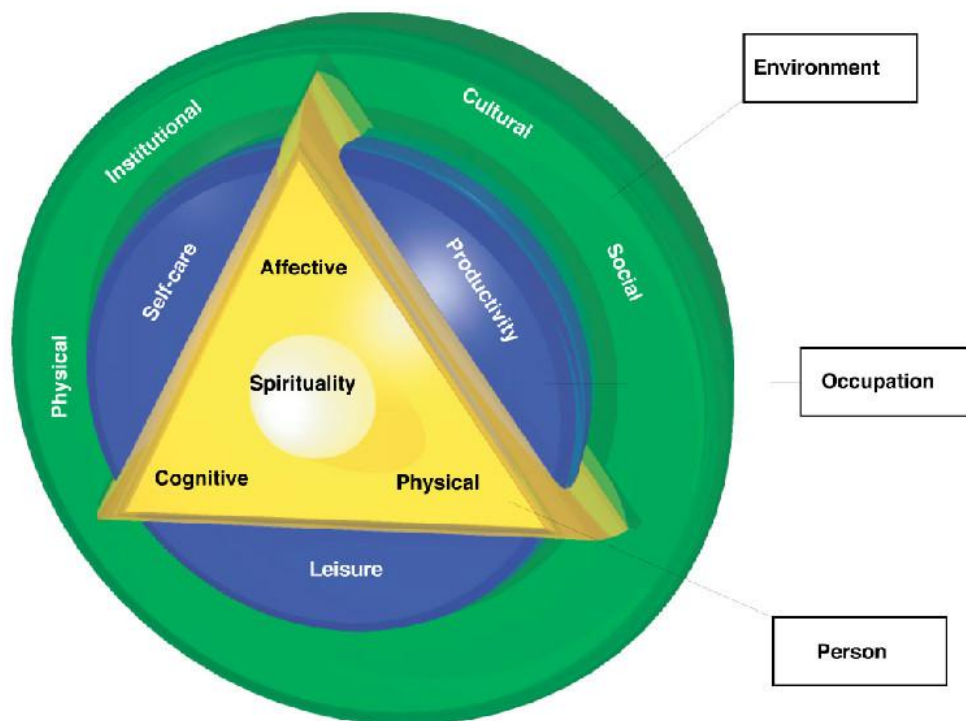 Environment
Cultural
Institutional
Social
Self-care
Productivity
Affective
Physical
Spirituality
Occupation
Cognitive
Physical
Leisure
Person